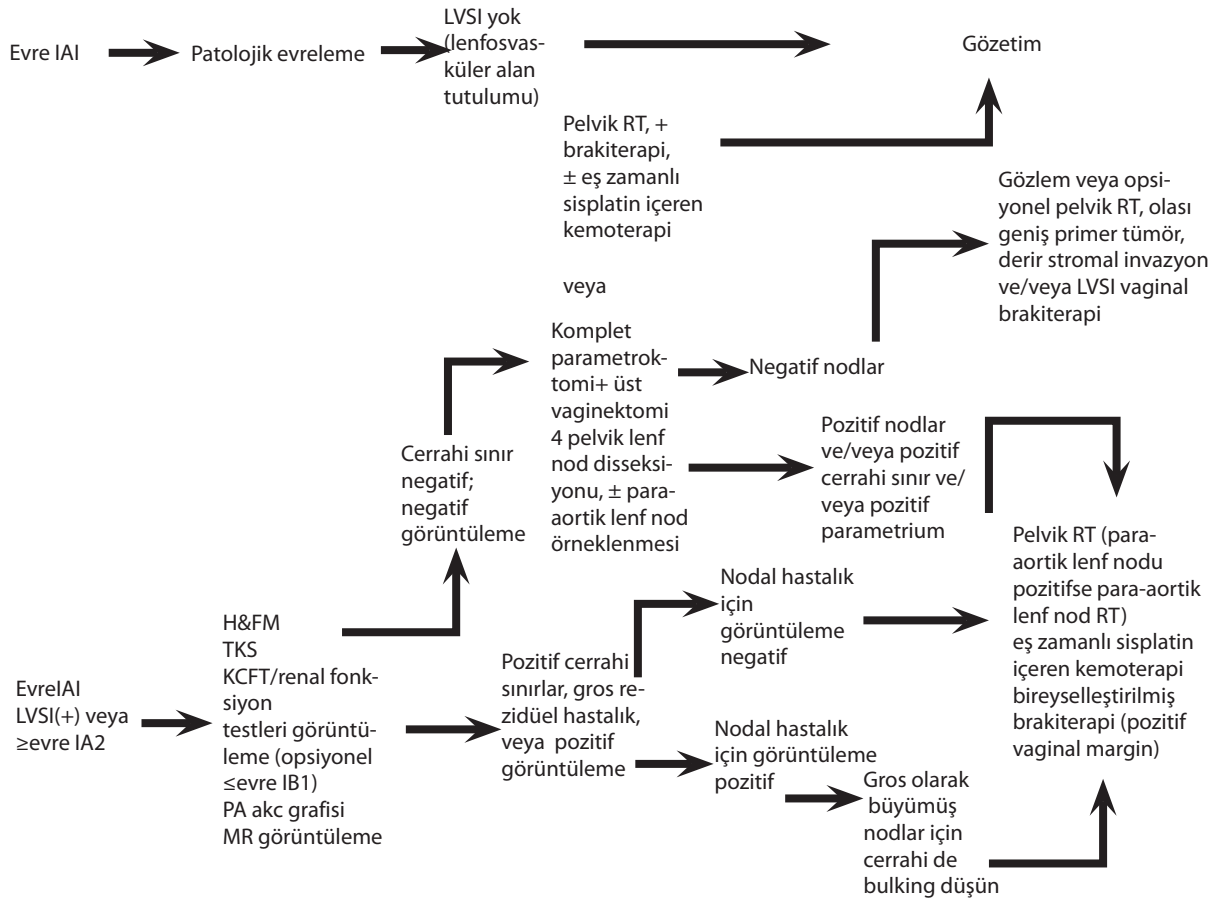 Evre IAI
Patolojik evreleme
LVSI yok
(lenfosvas-
küler alan
tutulumu)
Gözetim
Pelvik RT, +
brakiterapi,
± eş zamanlı
sisplatin içeren
kemoterapi
veya
Komplet
parametrok-
tomi+ üst
vaginektomi
4 pelvik lenf
nod disseksi-
yonu, ± para-
aortik lenf nod
örneklenmesi
Gözlem veya opsi-
yonel pelvik RT, olası
geniş primer tümör,
derir stromal invazyon
ve/veya LVSI vaginal
brakiterapi
Negatif nodlar
Cerrahi sınır
negatif;
negatif
görüntüleme
Pozitif nodlar
ve/veya pozitif
cerrahi sınır ve/
veya pozitif
parametrium
EvreIAI
LVSI(+) veya
≥evre IA2
H&FM
TKS
KCFT/renal fonk-
siyon
testleri görüntü-
leme (opsiyonel
≤evre IB1)
PA akc grafisi
MR görüntüleme
Pozitif cerrahi
sınırlar, gros re-
zidüel hastalık,
veya  pozitif
görüntüleme
Nodal hastalık
için
görüntüleme
negatif
Nodal hastalık
için görüntüleme
pozitif
Gros olarak
büyümüş
nodlar için
cerrahi de
bulking düşün
Pelvik RT (para-
aortik lenf nodu
pozitifse para-aortik
lenf nod RT)
eş zamanlı sisplatin
içeren kemoterapi
bireyselleştirilmiş
brakiterapi (pozitif
vaginal margin)